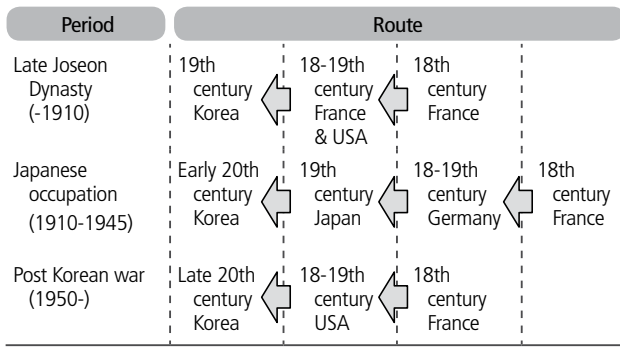 Period Route
Late Joseon
Dynasty
(-1910)
19th
century
Korea
18-19th
century
France
& USA
18th
century
France
Japanese
occupation
(1910-1945)
Early 20th
century
Korea
19th
century
Japan
18-19th
century
Germany
18th
century
France
Post Korean war
(1950-)
Late 20th
century
Korea
18-19th
century
USA
18th
century
France